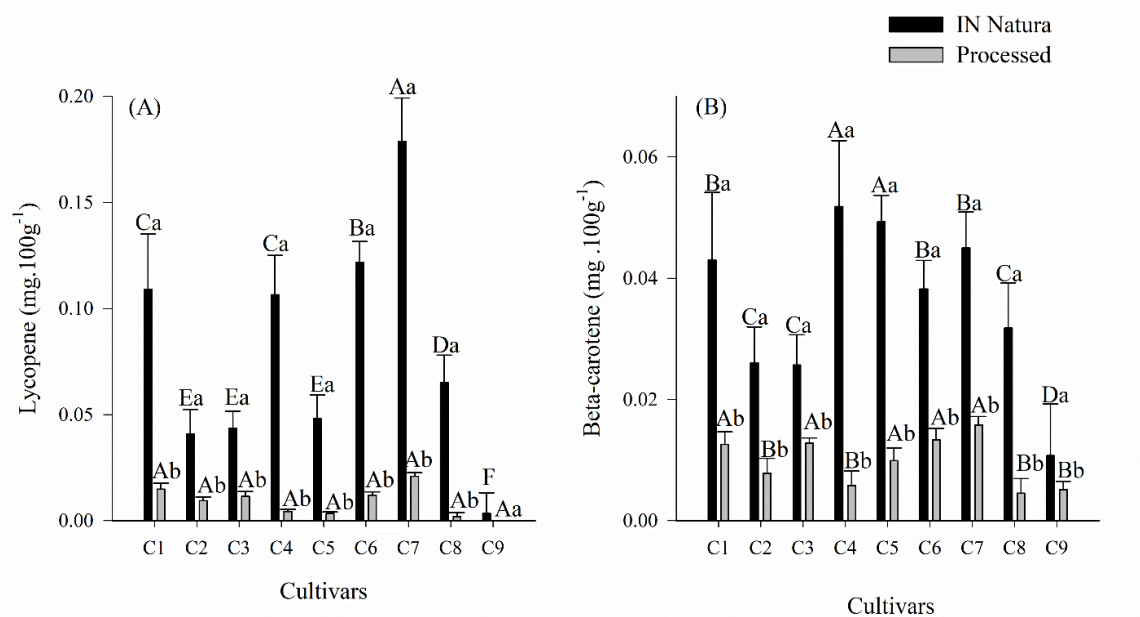 IN Natura
Processed
(A)
Lycopene (mg.100g-1)
0.20
0.15
0.10
0.05
0.00
Ca
Ab
Ea
Ab
Ea
Ab
Ca
Ab
Ea
Ab
Ba
Ab
Aa
Ab
Da
Ab
F
Aa
C1 C2 C3 C4 C5 C6 C7 C8 C9
Cultivars
(B)
Beta-carotene (mg .100g-1)
0.06
0.04
0.02
0.00
Ba
Ab
Ca
Bb
Ca
Ab
Aa
Bb
Aa
Ab
Ba
Ab
Ba
Ab
Ca
Bb
Da
Bb
C1 C2 C3 C4 C5 C6 C7 C8 C9
Cultivars